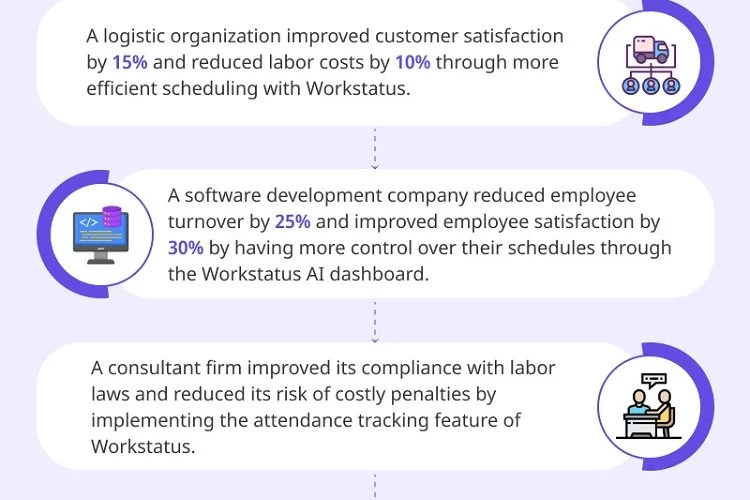 A logistic organization improved customer satisfaction
by 15% and reduced labor costs by 10% through more
efficient scheduling with Workstatus.
A software development company reduced employee
turnover by 25% and improved employee satisfaction by
30% by having more control over their schedules through
the Workstatus AI dashboard.
A consultant firm improved its compliance with labor
laws and reduced its risk of costly penalties by
implementing the attendance tracking feature of
Workstatus.